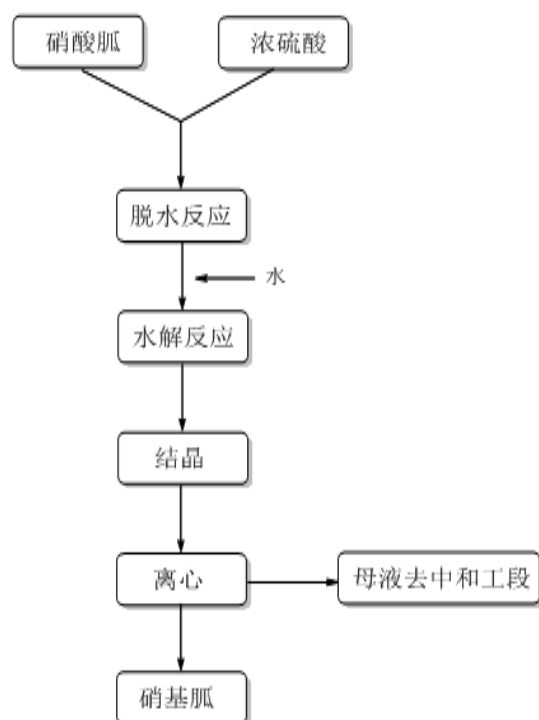 硝酸胍
浓硫酸
脱水反应
水
水解反应
结晶
离心
母液去中和工段
硝基胍